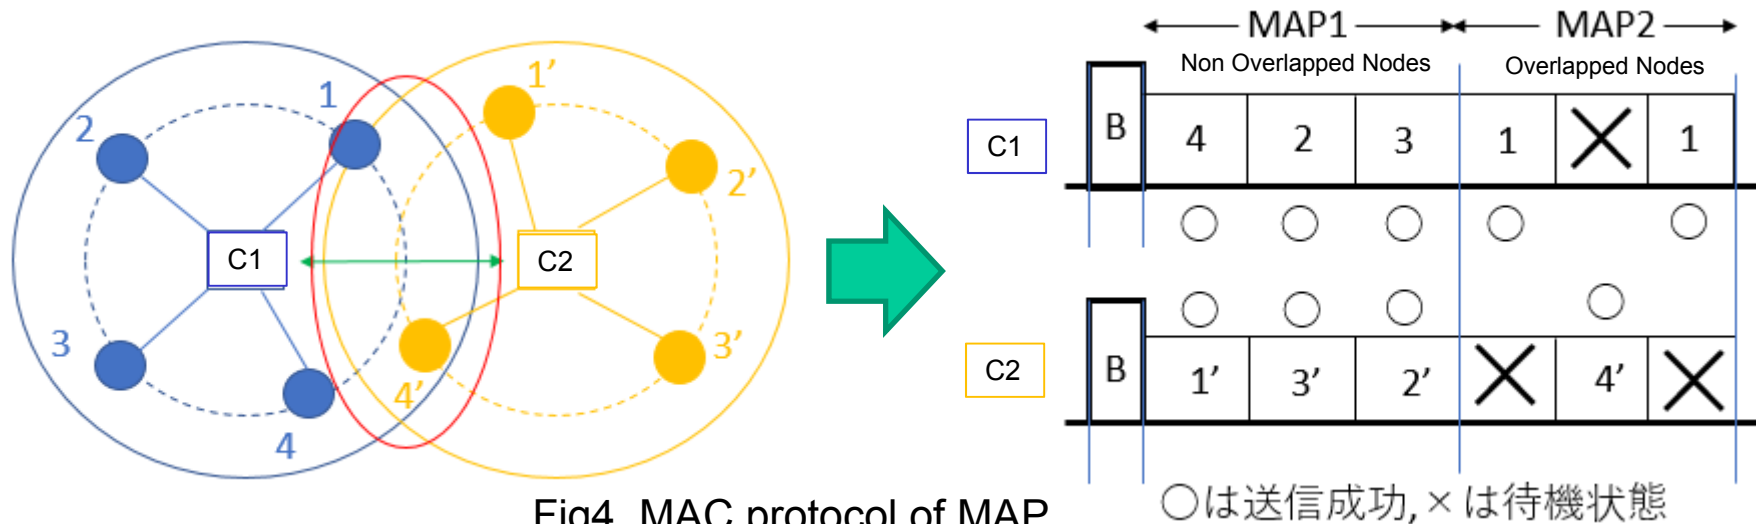 1
2
3
4
C1
1’
2’
3’
4’
C2
MAP1
MAP2
Non Overlapped Nodes
Overlapped Nodes
C1
B
4
2
3
1
1
C2
B
1’
3’
2’
4’
Fig4 MAC protocol of MAP
○は送信成功,×は待機状態